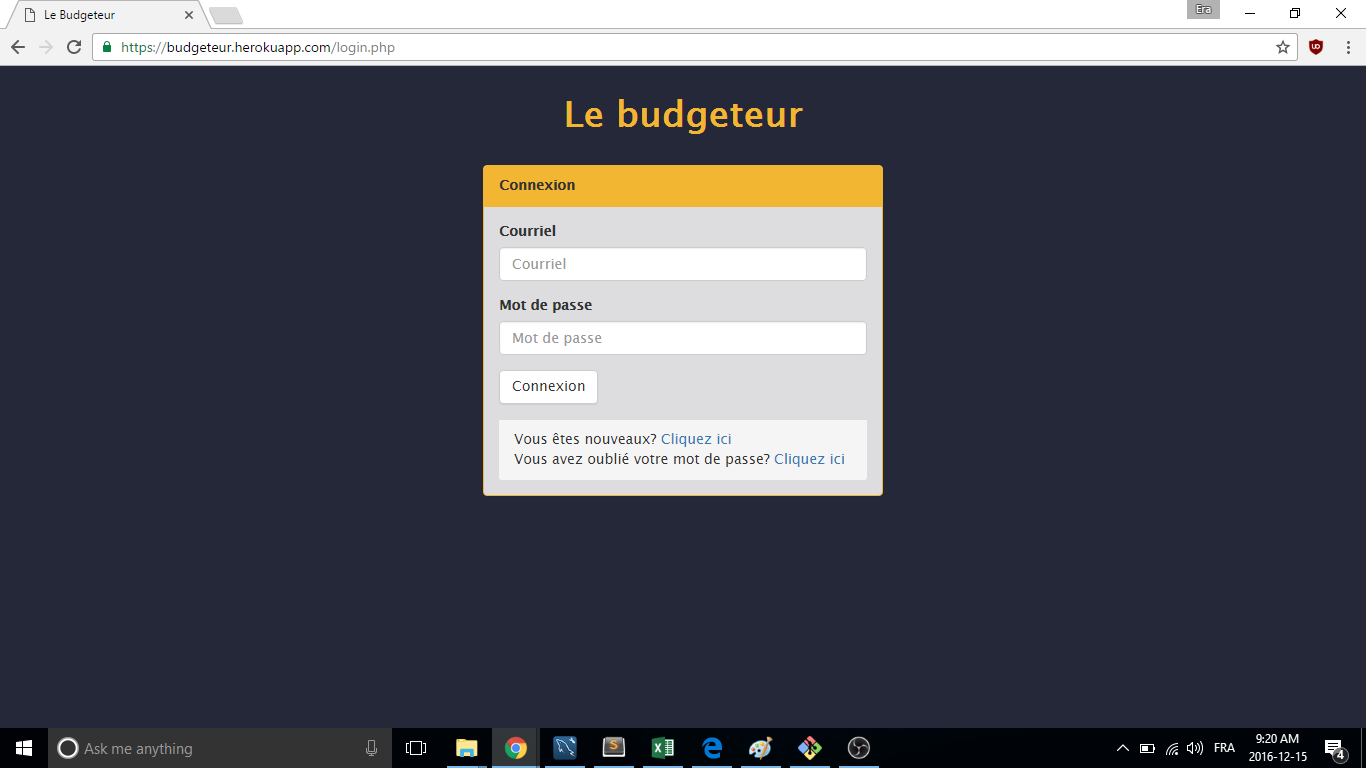 Le Budgeteur
Era
https://budgeteur.herokuapp.com/login.php
Le budgeteur
Connexion
Courriel
Courriel
Mot de passe
Mot de passe
Connexion
Vous êtes nouveaux? Cliquez ici
Vous avez oublié votre mot de passe? Cliquez ici
Ask me anything
FRA
9:20 AM
2016-12-15
4